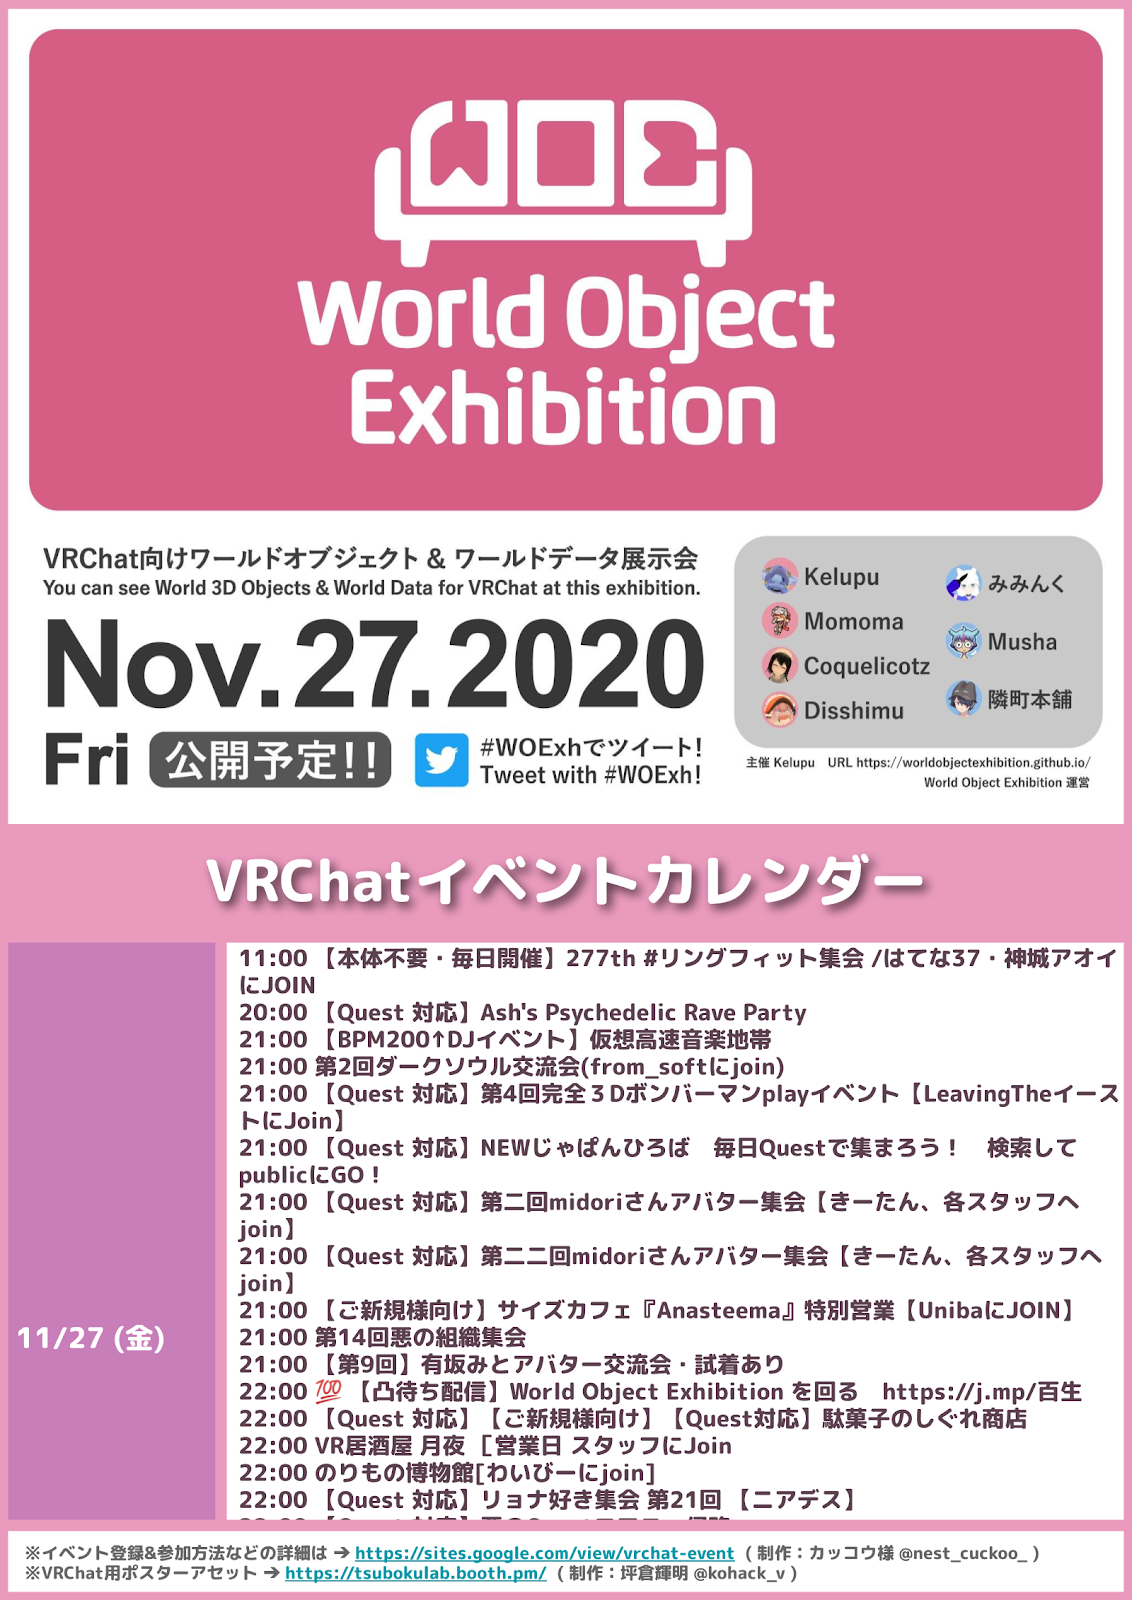 WOE
World Object
Exhibition
VRChat向けワールドオブジェクト & ワールドデータ展示会
You can see World 3D Objects & World Data for VRChat at this exhibition.
Nov.27.2020
Fri 公開予定!!
#WOExhでツイート!
Tweet with #WOExh!
Kelupu
Momoma
Coquelicotz
Disshimu
みみんく
Musha
隣町本舗
主催 Kelupu URL https://worldobjectexhibition.github.io/
World Object Exhibition 運営
VRChatイベントカレンダー
11/27 (金)
11:00 【本体不要・毎日開催】277th #リングフィット集会 /はてな37・神城アオイ
にJOIN
20:00 【Quest 対応】Ash's Psychedelic Rave Party
21:00 【BPM200↑DJイベント】仮想高速音楽地帯
21:00 第2回ダークソウル交流会(from_softにjoin)
21:00 【Quest 対応】第4回完全３Dボンバーマンplayイベント【LeavingTheイース
トにJoin】
21:00 【Quest 対応】NEWじゃぱんひろば　毎日Questで集まろう！　検索して
publicにGO！
21:00 【Quest 対応】第二回midoriさんアバター集会【きーたん、各スタッフへ
join】
21:00 【Quest 対応】第二二回midoriさんアバター集会【きーたん、各スタッフへ
join】
21:00 【ご新規様向け】サイズカフェ『Anasteema』特別営業【UnibaにJOIN】
21:00 第14回悪の組織集会
21:00 【第9回】有坂みとアバター交流会・試着あり
22:00 💯 【凸待ち配信】World Object Exhibition を回る　https://j.mp/百生
22:00 【Quest 対応】【ご新規様向け】【Quest対応】駄菓子のしぐれ商店
22:00 VR居酒屋 月夜 ［営業日 スタッフにJoin
22:00 のりもの博物館[わいびーにjoin]
22:00 【Quest 対応】リョナ好き集会 第21回 【ニアデス】
※イベント登録&参加方法などの詳細は ➔ https://sites.google.com/view/vrchat-event ( 制作：カッコウ様 @nest_cuckoo_ )
※VRChat用ポスターアセット ➔ https://tsubokulab.booth.pm/ ( 制作：坪倉輝明 @kohack_v )